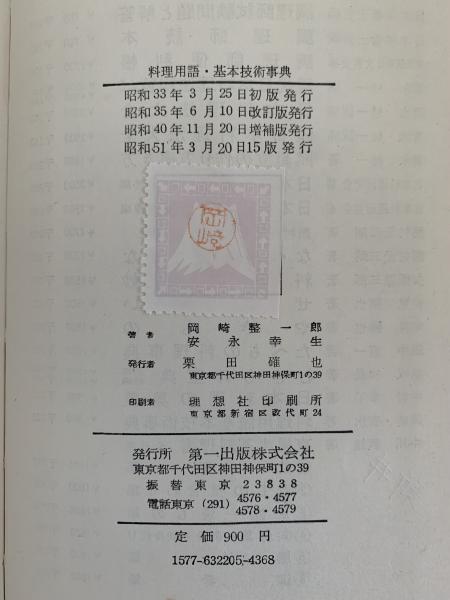 料理用語・基本技術事典
昭和33年3月25日初版発行
昭和35年6月10日改訂版発行
昭和40年11月20日増補版発行
昭和51年3月20日15版発行
岡崎
著者 岡崎整一郎
安永幸生
発行者 栗田確也
東京都千代田区神田神保町1の39
印刷者 理想社印刷所
東京都新宿区改代町24
発行所 第一出版株式会社
東京都千代田区神田神保町1の39
振替東京23838
電話東京(291) 4576・4577
4578・4579
定価900円
1577-632205-4368